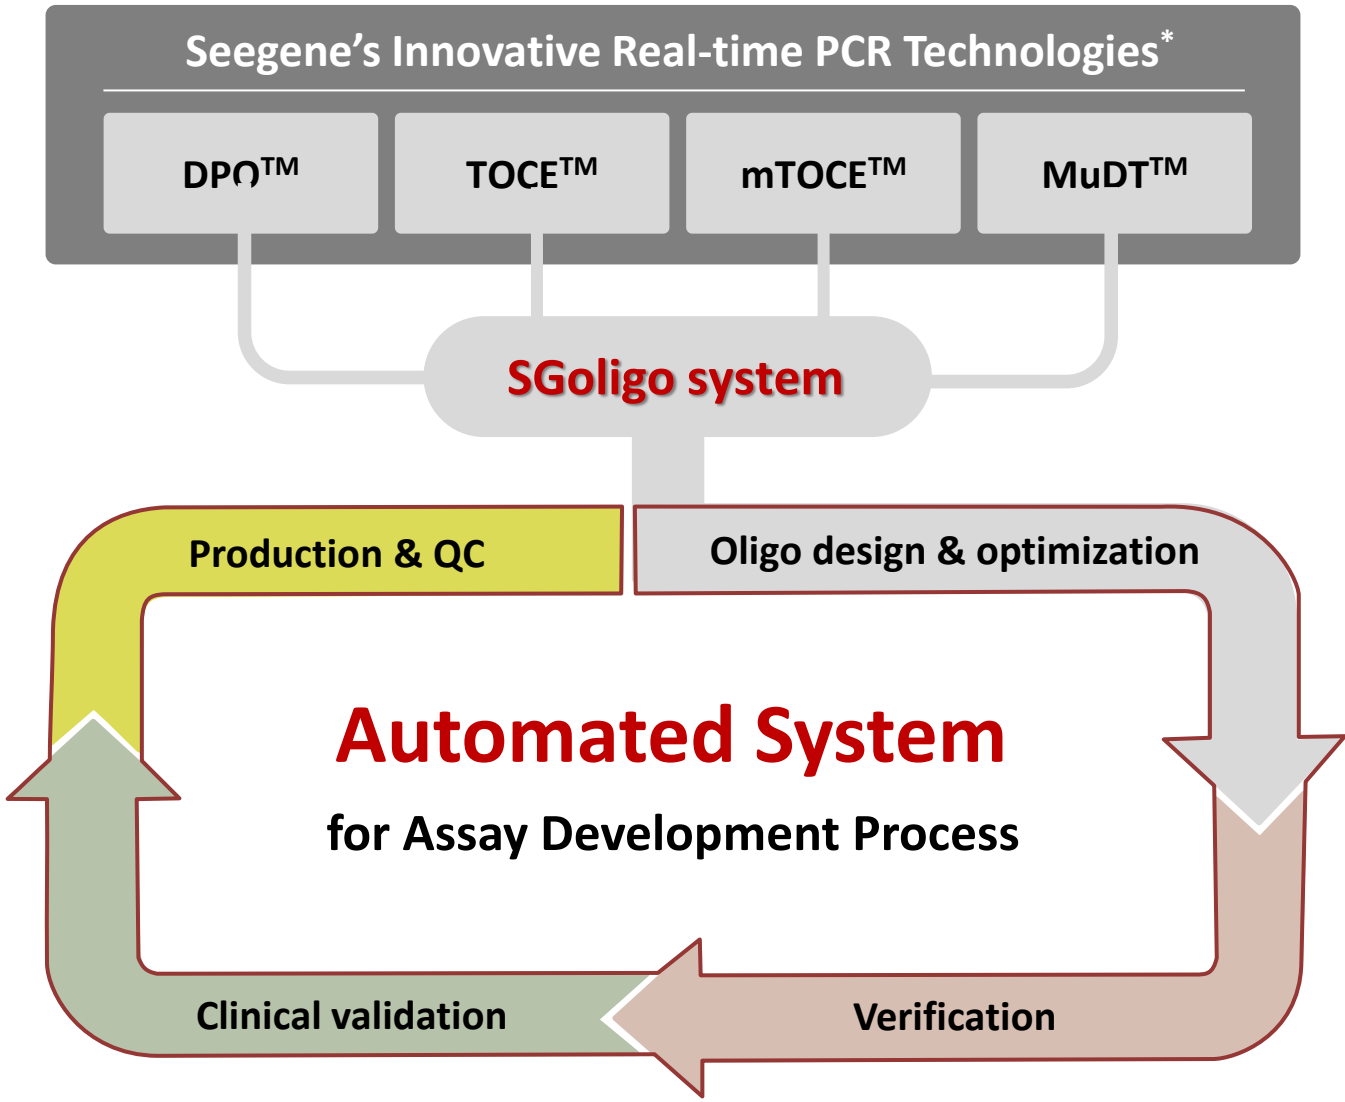 Seegene’s Innovative Real-time PCR Technologies*
DPO™
TOCE™
mTOCE™
MuDT™
SGoligo system
Production & QC
Oligo design & optimization
Automated System
for Assay Development Process
Clinical validation
Verification